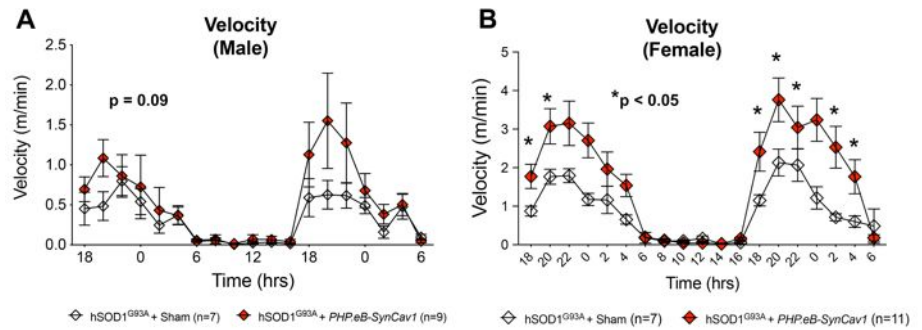 A
Velocity
(Male)
Velocity (m/min)
2.5
2.0
1.5
1.0
0.5
0.0
p = 0.09
18
0
6
12
18
0
6
Time (hrs)
hSOD1G93A + Sham (n=7)
hSOD1G93A + PHP.eB-SynCav1 (n=9)
B
Velocity
(Female)
Velocity (m/min)
5
4
3
2
1
0
* * *p < 0.05 * * * * *
18 20 22 0 2 4 6 8 10 12 14 16 18 20 22 0 2 4 6
Time (hrs)
hSOD1G93A + Sham (n=7)
hSOD1G93A + PHP.eB-SynCav1 (n=11)